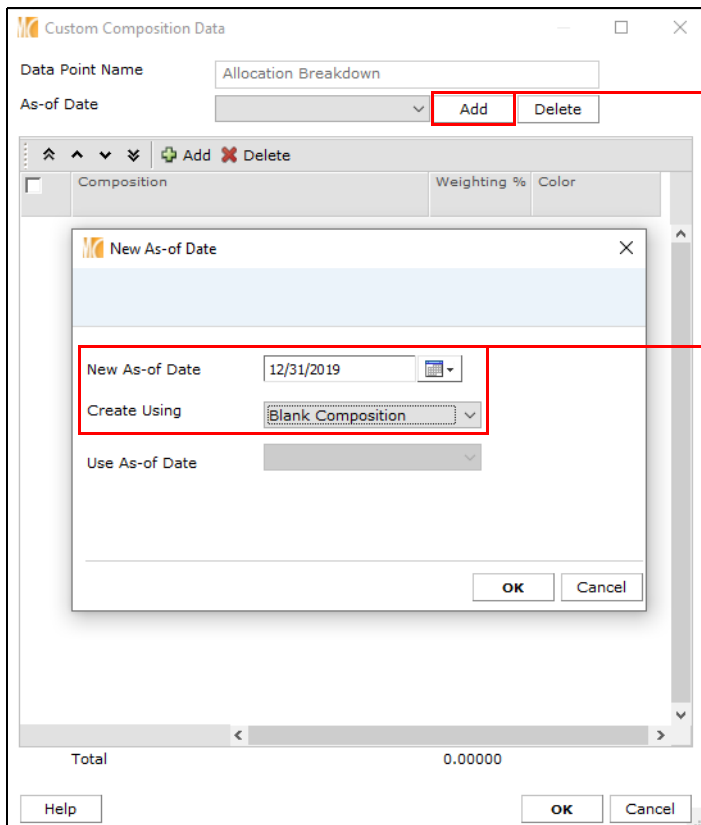 Custom Composition Data
Data Point Name Allocation Breakdown
As-of Date Add Delete
Add Delete
Composition Weighting % Color
New As-of Date
New As-of Date 12/31/2019
Create Using Blank Composition
Use As-of Date
OK Cancel
Total 0.00000
Help OK Cancel